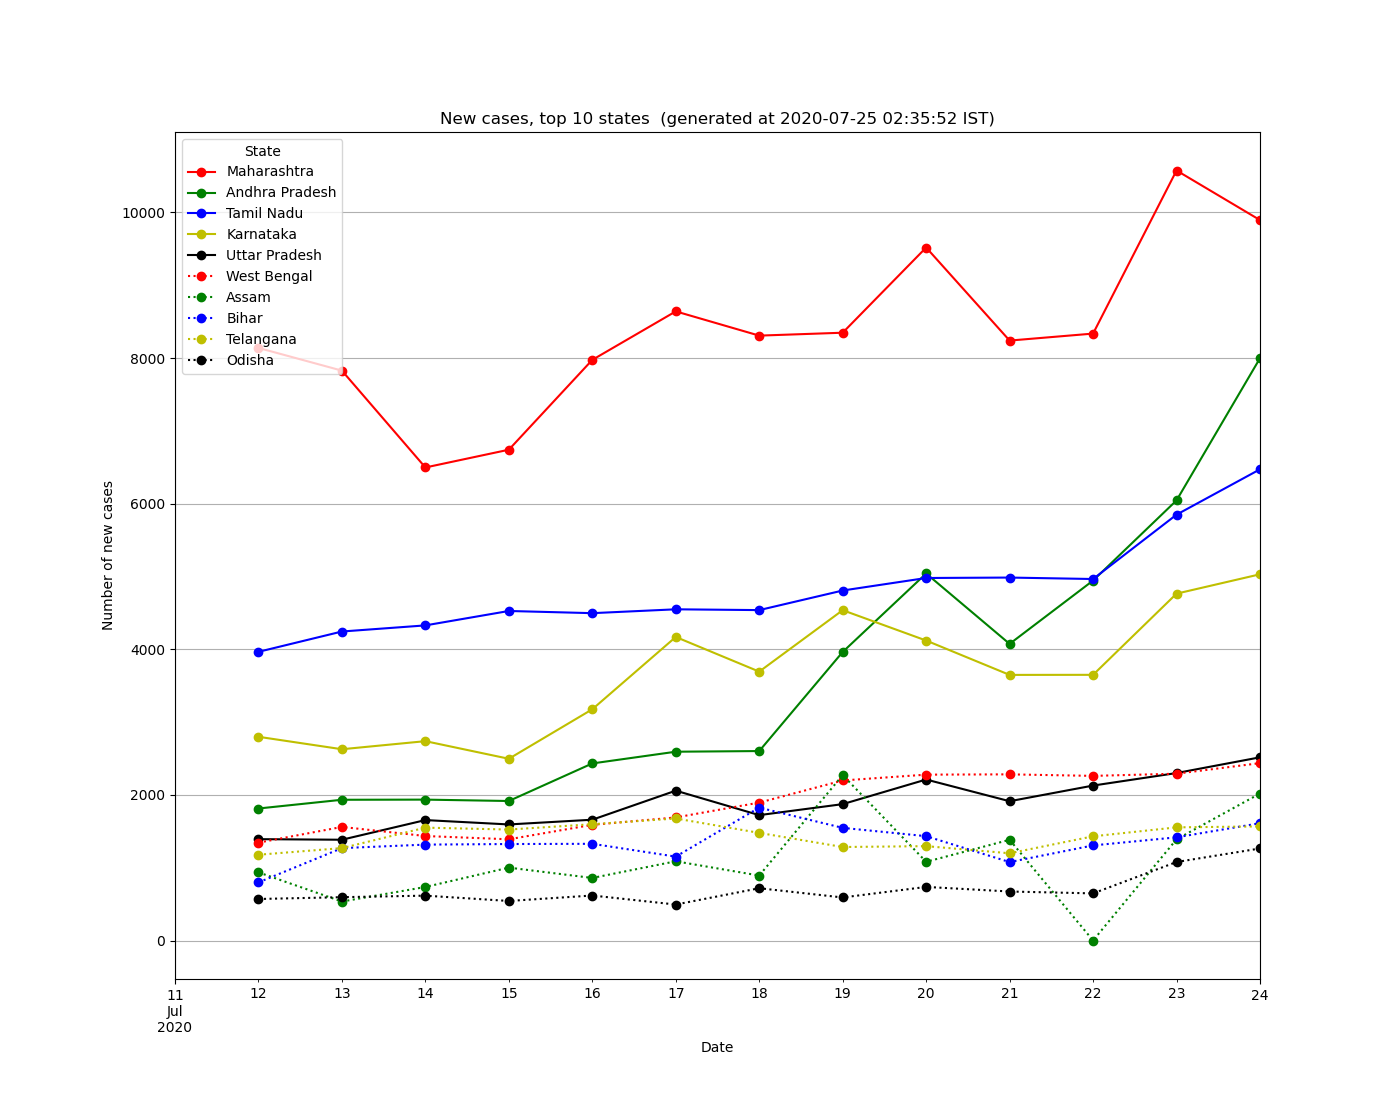 New cases, top 10 states  (generated at 2020-07-25 02:35:52 IST)
State
Maharashtra
Andhra Pradesh
Tamil Nadu
Karnataka
Uttar Pradesh
West Bengal
Assam
Bihar
Telangana
Odisha
10000
8000
6000
4000
2000
0
Number of new cases
11 12 13 14 15 16 17 18 19 20 21 22 23 24
Jul
2020
Date